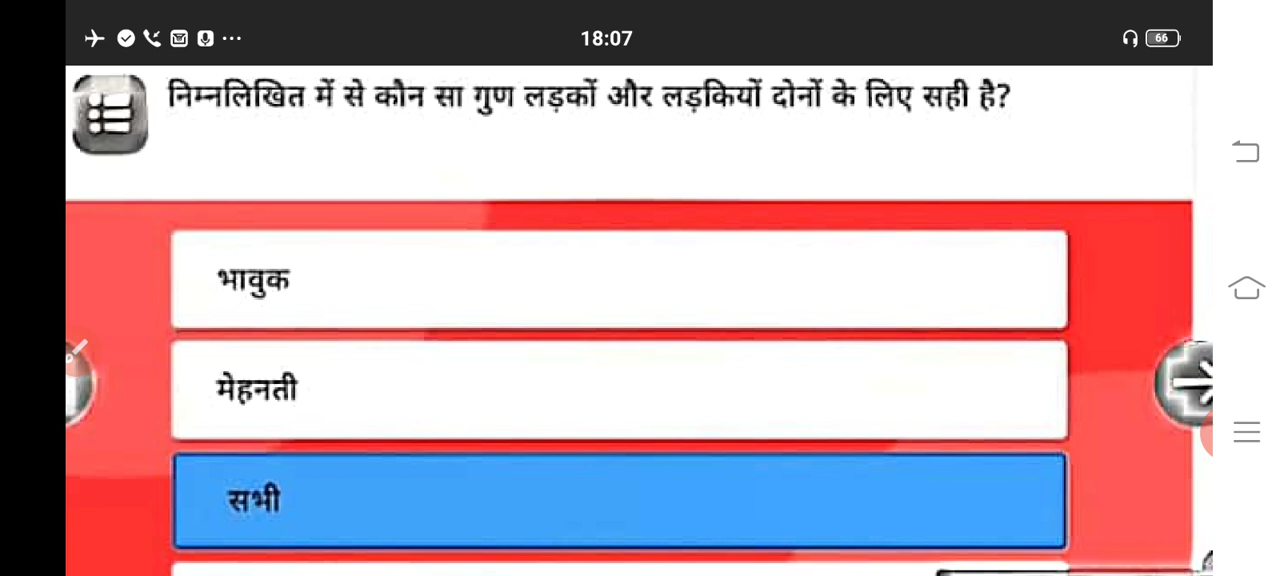 18:07
66
निम्नलिखित में से कौन सा गुण लड़कों और लड़कियों दोनों के लिए सही है?
भावुक
मेहनती
सभी